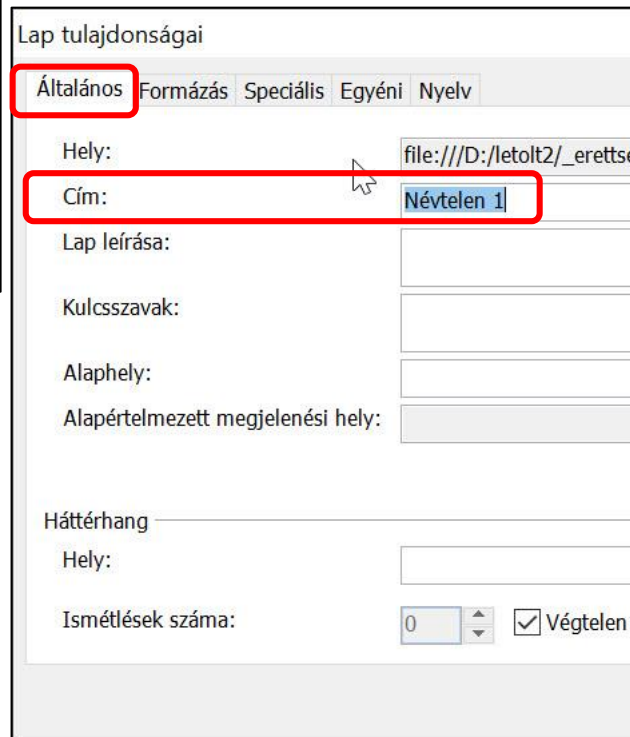 Lap tulajdonságai
Általános Formázás Speciális Egyéni Nyelv
Hely: file:///D:/letolt2/_erettse
Cím: Névtelen 1
Lap leírása:
Kulcsszavak:
Alaphely:
Alapértelmezett megjelenési hely:
Háttérhang
Hely:
Ismétlések száma: 0 Végtelen